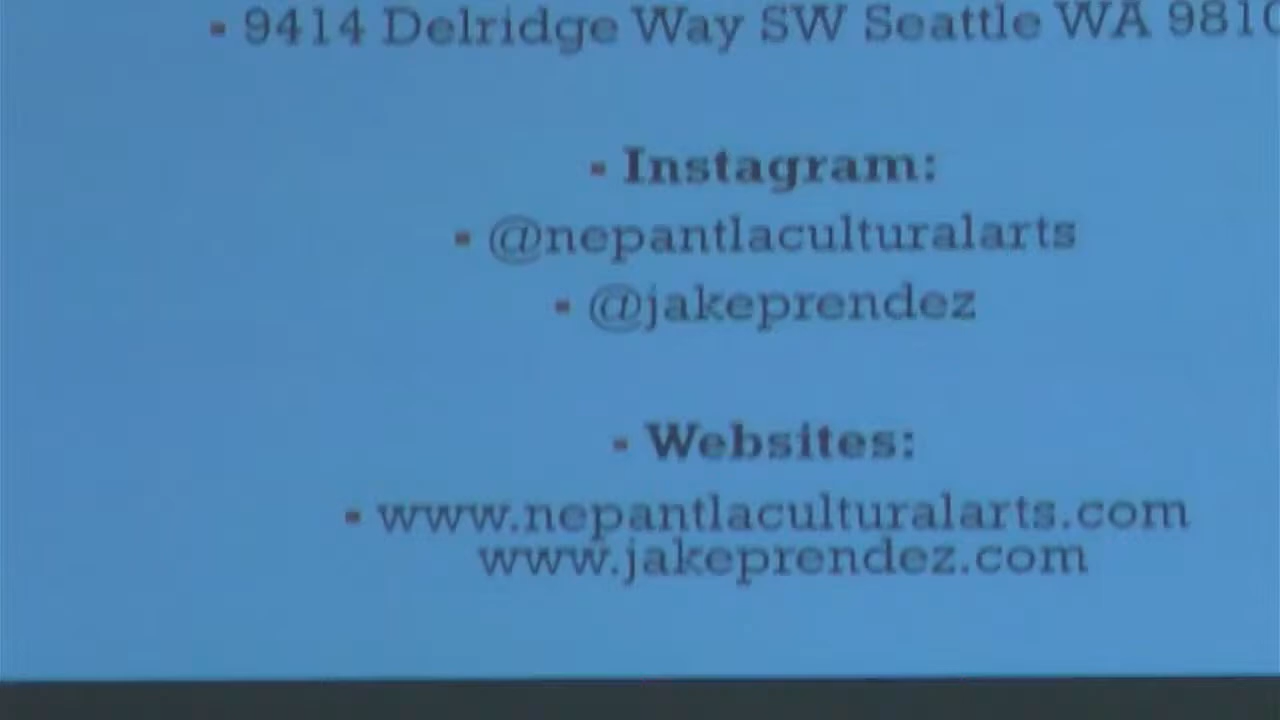 ▪ 9414 Delridge Way SW Seattle WA 
▪ Instagram:
▪ @nepantlaculturalarts
▪ @jakeprendez
▪ Websites:
▪ www.nepantlaculturalarts.com
www.jakeprendez.com